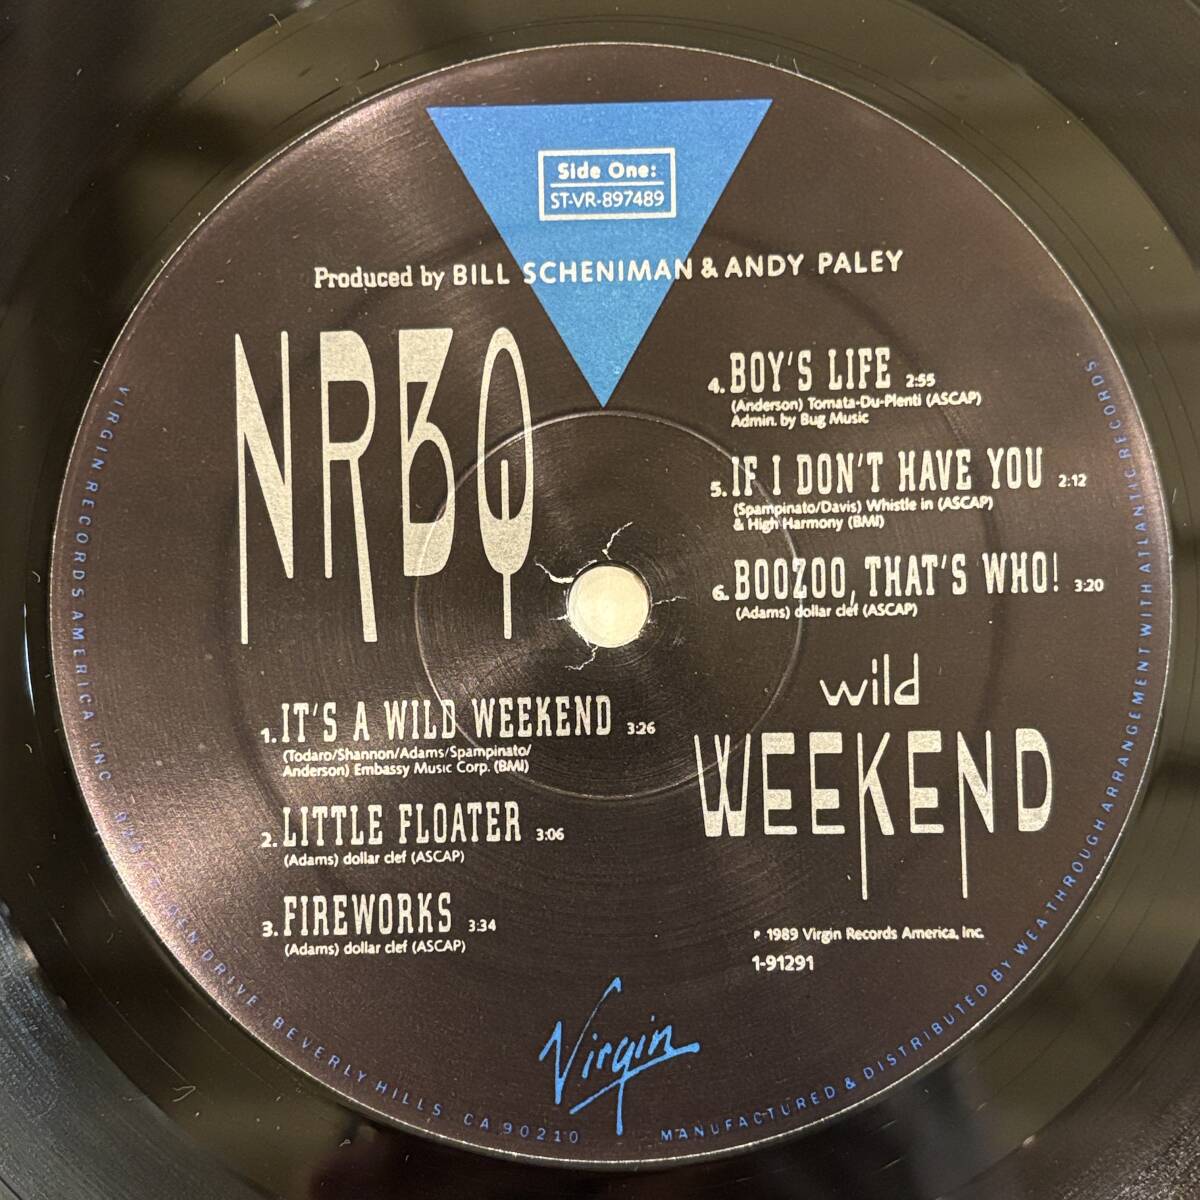 Side One:
ST-VR-897489
Produced by BILL SCHENIMAN & ANDY PALEY
NRBQ
1. IT'S A WILD WEEKEND 3:26
(Todaro/Shannon/Adams/Spampinato/
Anderson) Embassy Music Corp. (BMI)
2. LITTLE FLOATER 3:06
(Adams) dollar clef (ASCAP)
3. FIREWORKS 3:34
(Adams) dollar clef (ASCAP)
4. BOY'S LIFE 2:55
(Anderson) Tomata-Du-Plenti (ASCAP)
Admin. by Bug Music
5. IF I DON'T HAVE YOU 2:12
(Spampinato/Davis) Whistle in (ASCAP)
& High Harmony (BMI)
6. BOOZOO, THAT'S WHO! 3:20
(Adams) dollar clef (ASCAP)
wild
WEEKEND
℗ 1989 Virgin Records America, Inc.
1-91291
Virgin
VIRGIN RECORDS AMERICA INC DRIVE, BEVERLY HILLS, CA 90210
MANUFACTURED & DISTRIBUTED BY WEA THROUGH ARRANGEMENT WITH ATLANTIC RECORDS